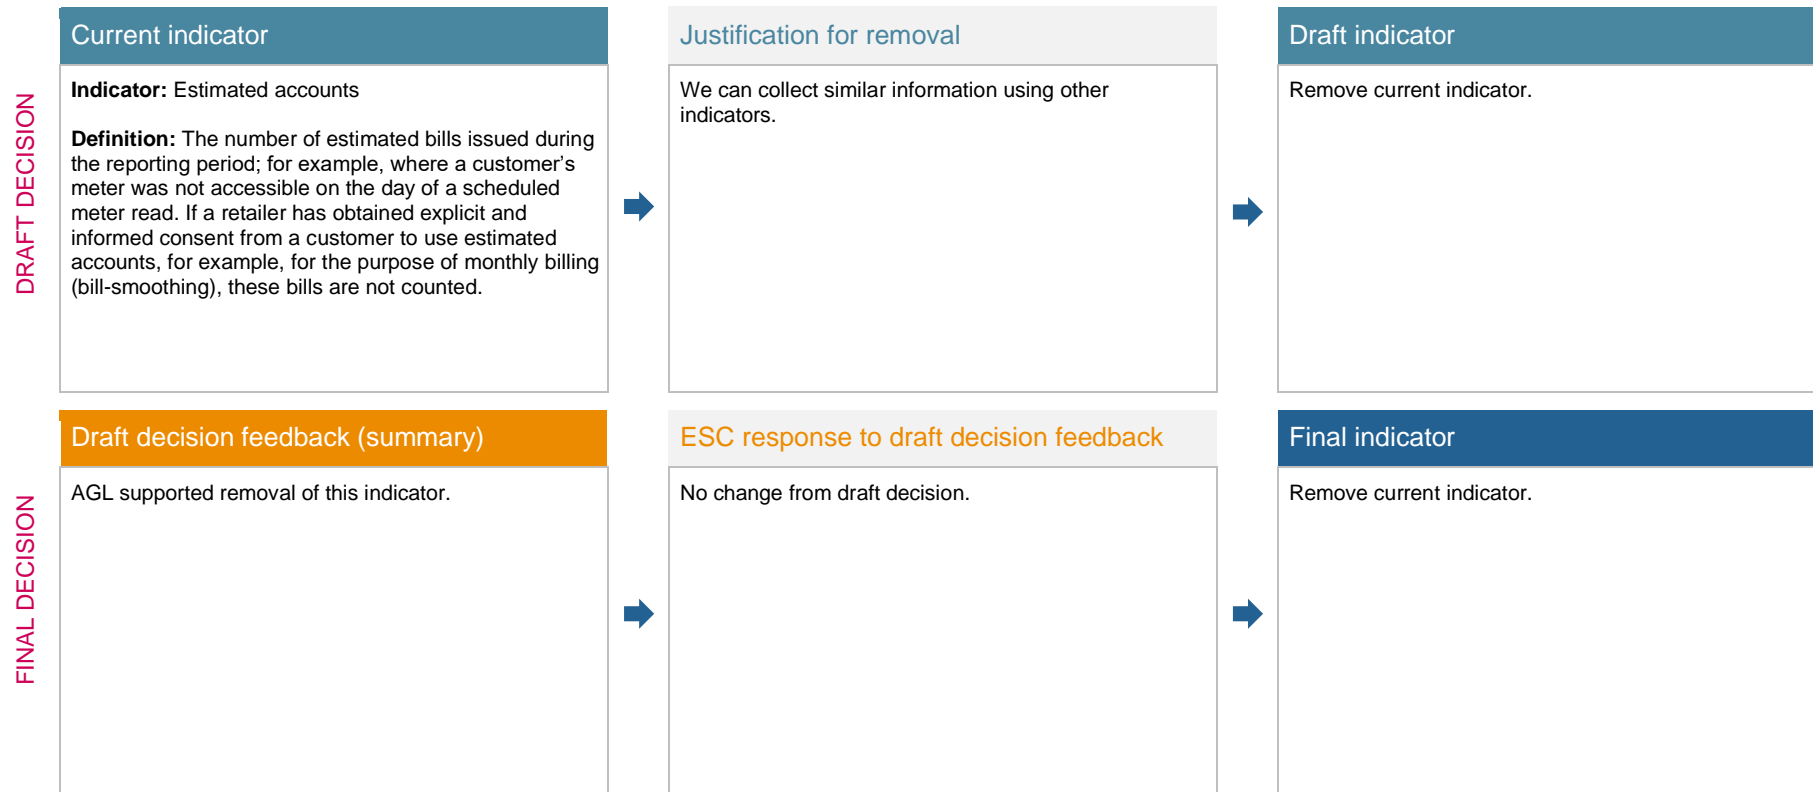 DRAFT DECISION
Current indicator
Indicator: Estimated accounts
Definition: The number of estimated bills issued during
the reporting period; for example, where a customer's
meter was not accessible on the day of a scheduled
meter read. If a retailer has obtained explicit and
informed consent from a customer to use estimated
accounts, for example, for the purpose of monthly billing
(bill-smoothing), these bills are not counted.
Justification for removal
We can collect similar information using other
indicators.
Draft indicator
Remove current indicator.
FINAL DECISION
Draft decision feedback (summary)
AGL supported removal of this indicator.
ESC response to draft decision feedback
No change from draft decision.
Final indicator
Remove current indicator.